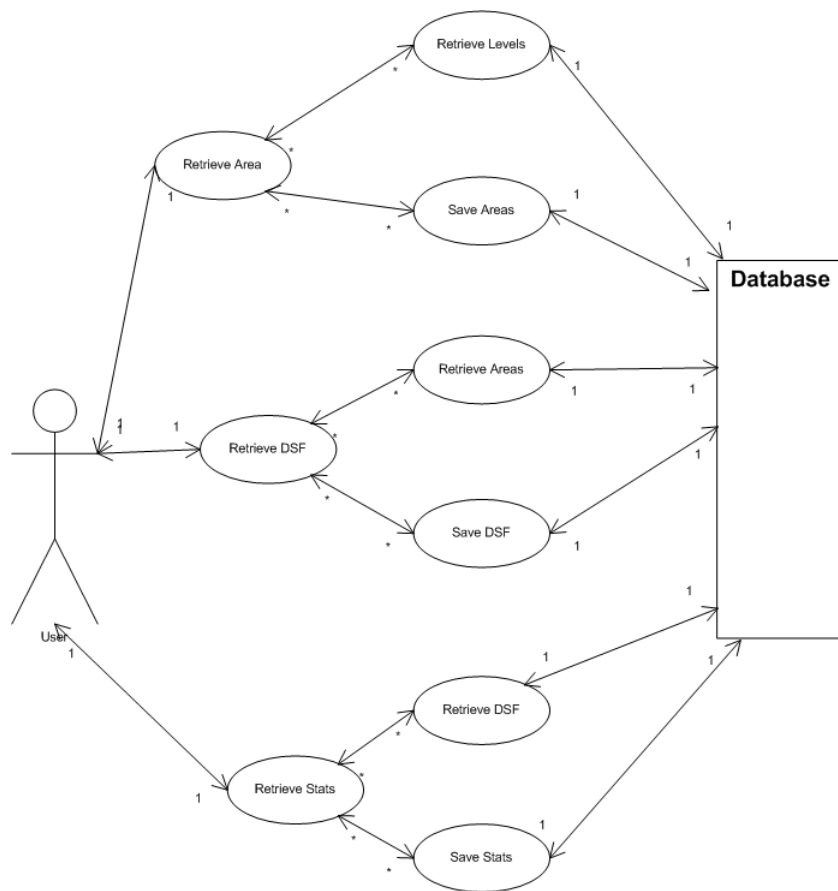 Retrieve Levels
1
*
*
Retrieve Area
1
*
*
Save Areas
1
1
1
Database
Retrieve Areas
*
1
1
1
1
1
Retrieve DSF
*
*
*
Save DSF
1
1
User
1
1
1
Retrieve DSF
1
*
*
Retrieve Stats
1
*
*
Save Stats
1